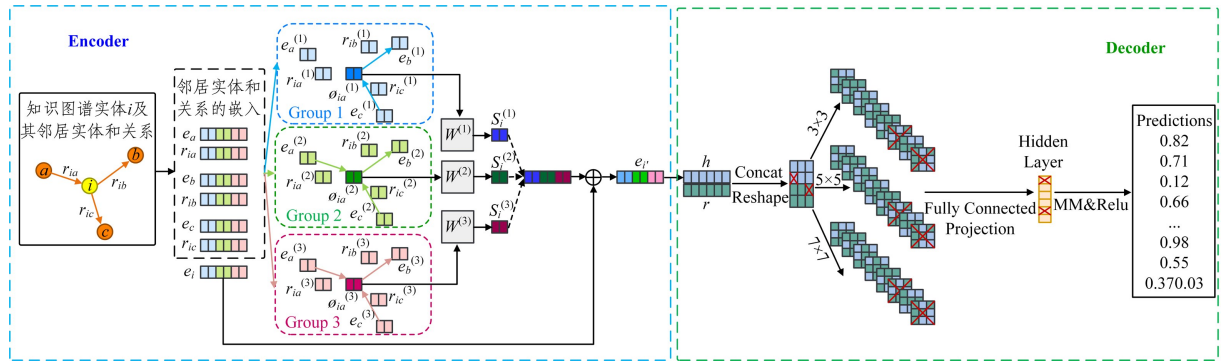 Encoder
知识图谱实体i及
其邻居实体和关系
a
r_ia
i
r_ib
b
r_ic
c
邻居实体和
关系的嵌入
e_a
r_ia
e_b
r_ib
e_c
r_ic
e_i
e_a^(1)
r_ib^(1)
e_b^(1)
r_ia^(1)
ø_ia^(1)
r_ic^(1)
e_c^(1)
Group 1
e_a^(2)
r_ib^(2)
e_b^(2)
r_ia^(2)
ø_ia^(2)
r_ic^(2)
e_c^(2)
Group 2
e_a^(3)
r_ib^(3)
e_b^(3)
r_ia^(3)
ø_ia^(3)
r_ic^(3)
e_c^(3)
Group 3
W^(1)
W^(2)
W^(3)
S_i^(1)
S_i^(2)
S_i^(3)
e_i'
Decoder
h
r
Concat
Reshape
3×3
5×5
7×7
Fully Connected
Projection
Hidden
Layer
MM&Relu
Predictions
0.82
0.71
0.12
0.66
...
0.98
0.55
0.370.03